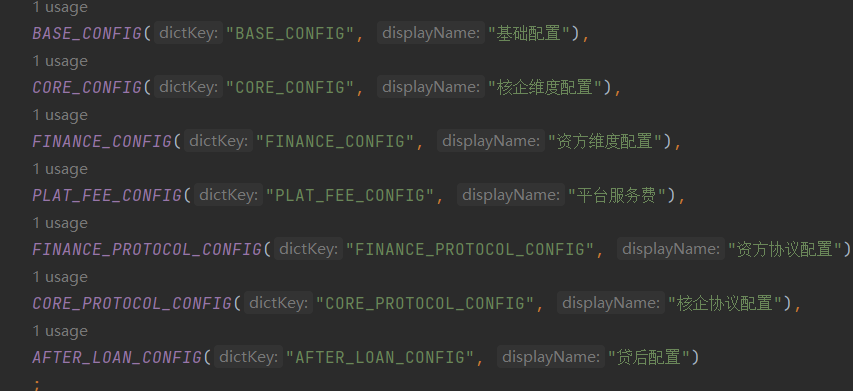 1 usage
BASE_CONFIG( dictKey: "BASE_CONFIG", displayName: "基础配置"),
1 usage
CORE_CONFIG( dictKey: "CORE_CONFIG", displayName: "核企维度配置"),
1 usage
FINANCE_CONFIG( dictKey: "FINANCE_CONFIG", displayName: "资方维度配置"),
1 usage
PLAT_FEE_CONFIG( dictKey: "PLAT_FEE_CONFIG", displayName: "平台服务费"),
1 usage
FINANCE_PROTOCOL_CONFIG( dictKey: "FINANCE_PROTOCOL_CONFIG", displayName: "资方协议配置")
1 usage
CORE_PROTOCOL_CONFIG( dictKey: "CORE_PROTOCOL_CONFIG", displayName: "核企协议配置"),
1 usage
AFTER_LOAN_CONFIG( dictKey: "AFTER_LOAN_CONFIG", displayName: "贷后配置")
;